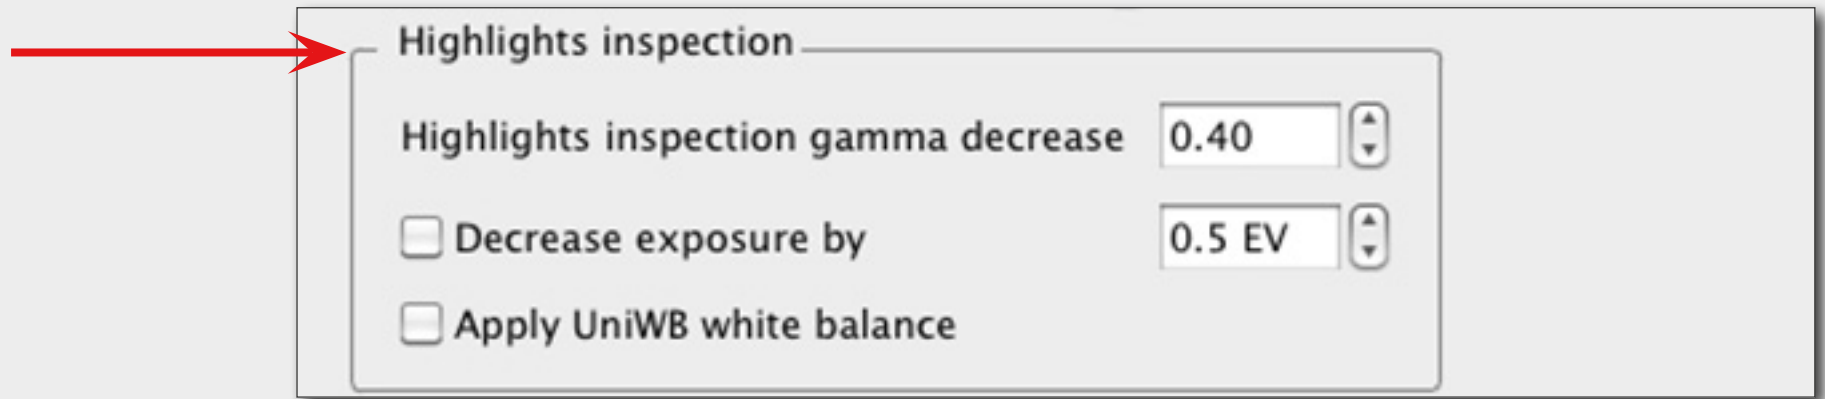 Highlights inspection
Highlights inspection gamma decrease 0.40
Decrease exposure by 0.5 EV
Apply UniWB white balance